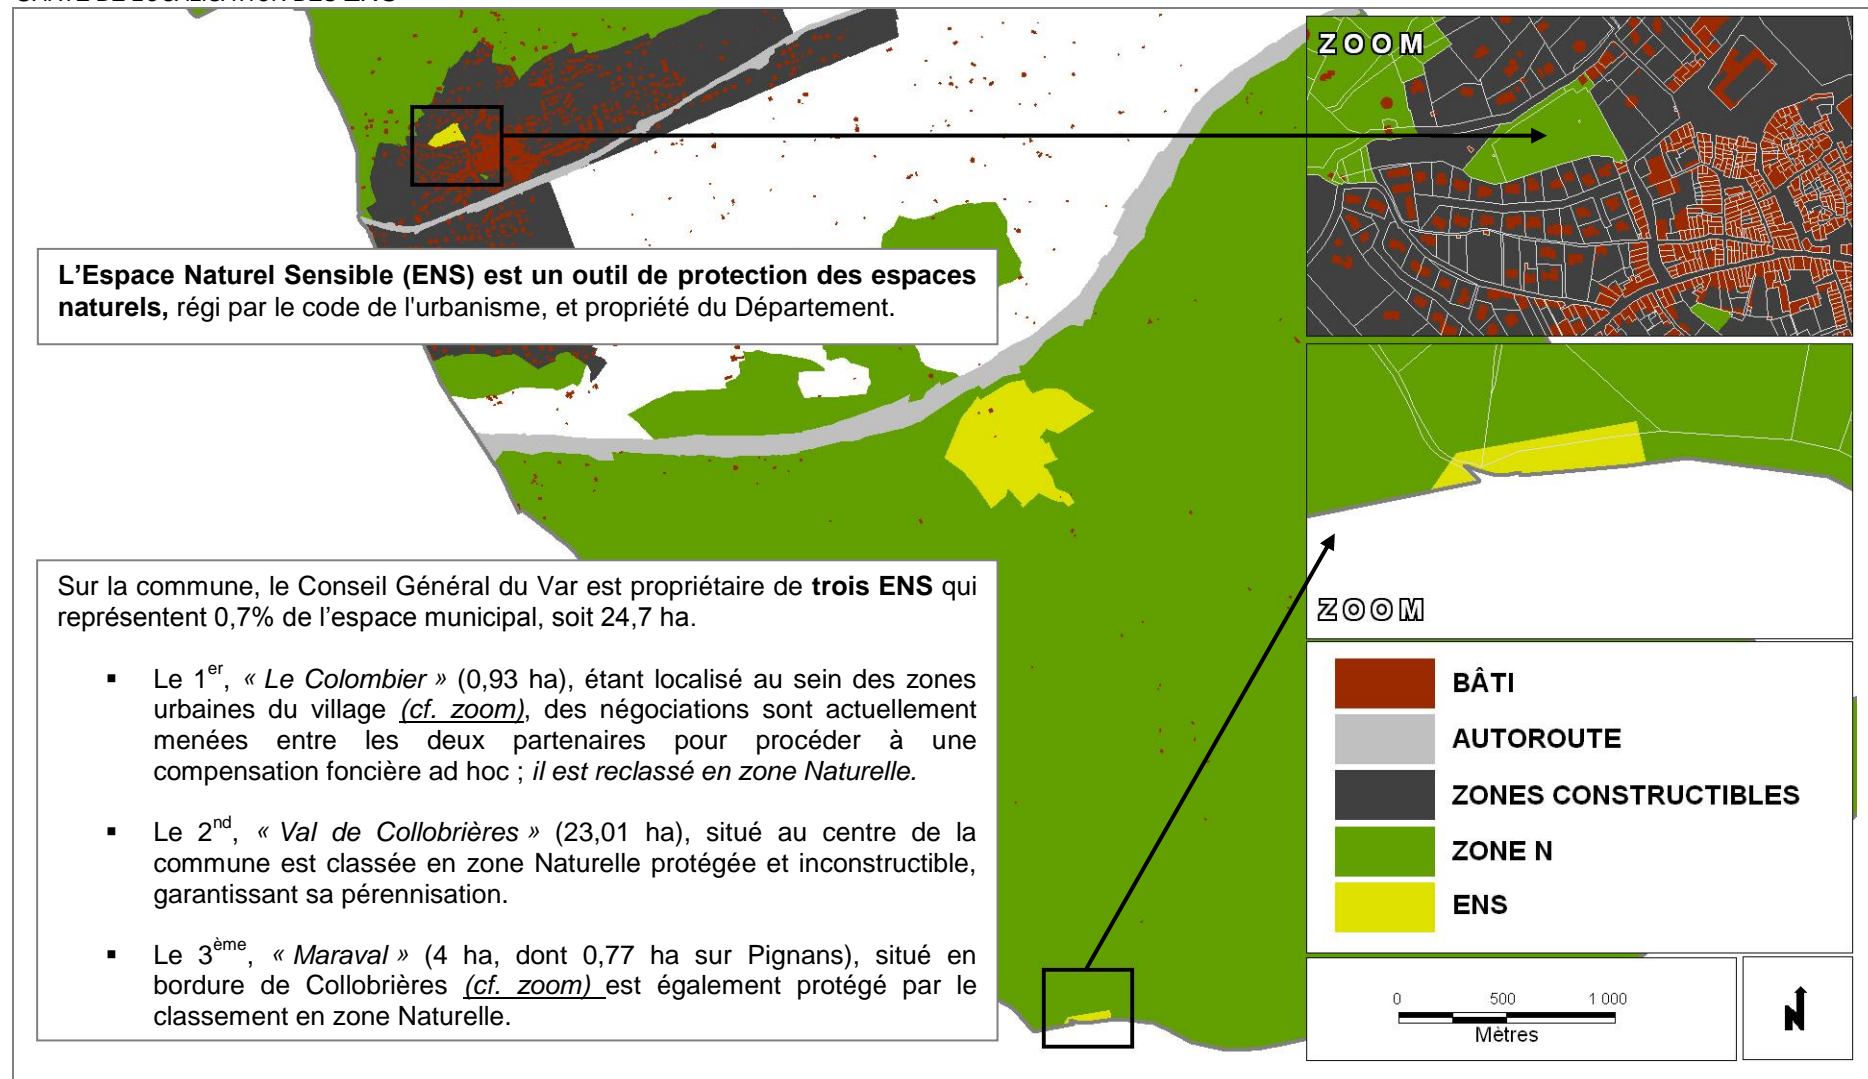 CARTE DE LOCALISATION DES ENS
ZOOM
L’Espace Naturel Sensible (ENS) est un outil de protection des espaces
naturels, régi par le code de l'urbanisme, et propriété du Département.
Sur la commune, le Conseil Général du Var est propriétaire de trois ENS qui
représentent 0,7% de l’espace municipal, soit 24,7 ha.
▪ Le 1er, « Le Colombier » (0,93 ha), étant localisé au sein des zones
urbaines du village (cf. zoom), des négociations sont actuellement
menées entre les deux partenaires pour procéder à une
compensation foncière ad hoc ; il est reclassé en zone Naturelle.
▪ Le 2nd, « Val de Collobrières » (23,01 ha), situé au centre de la
commune est classée en zone Naturelle protégée et inconstructible,
garantissant sa pérennisation.
▪ Le 3ème, « Maraval » (4 ha, dont 0,77 ha sur Pignans), situé en
bordure de Collobrières (cf. zoom) est également protégé par le
classement en zone Naturelle.
ZOOM
BÂTI
AUTOROUTE
ZONES CONSTRUCTIBLES
ZONE N
ENS
0 500 1 000
Mètres
N